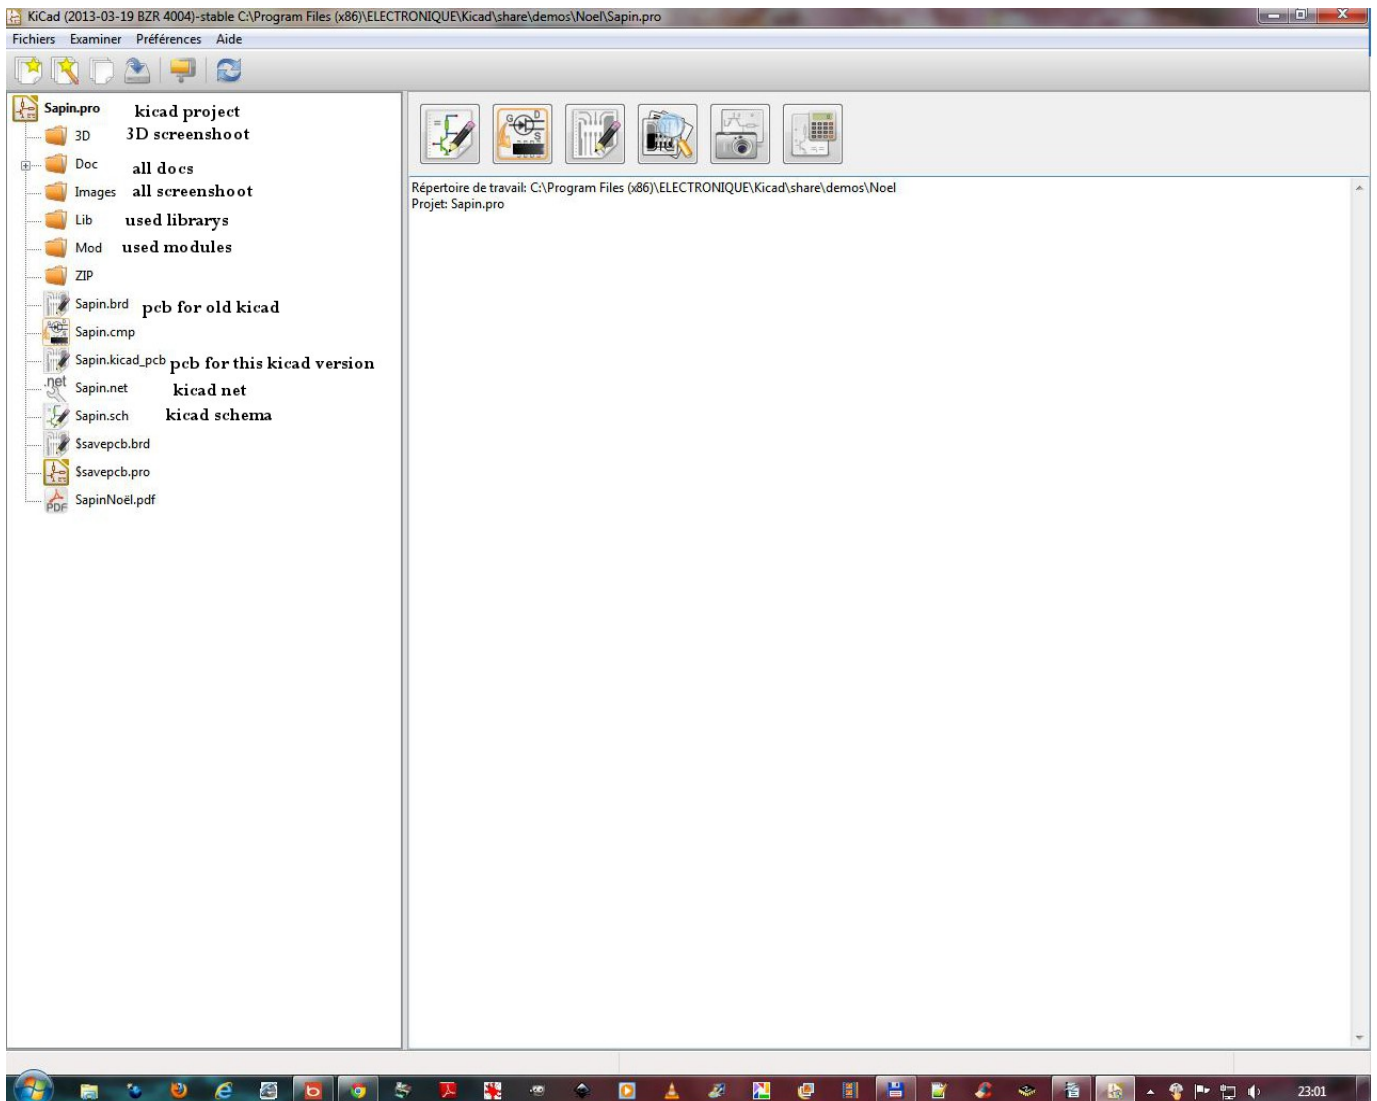 KiCad (2013-03-19 BZR 4004)-stable C:\Program Files (x86)\ELECTRONIQUE\Kicad\share\demos\Noel\Sapin.pro
Fichiers Examiner Préférences Aide
Sapin.pro kicad project
3D 3D screenshoot
Doc all docs
Images all screenshoot
Lib used librarys
Mod used modules
ZIP
Sapin.brd pcb for old kicad
Sapin.cmp
Sapin.kicad_pcb pcb for this kicad version
.net Sapin.net kicad net
Sapin.sch kicad schema
$savepcb.brd
$savepcb.pro
PDF SapinNoël.pdf
G D S
Répertoire de travail: C:\Program Files (x86)\ELECTRONIQUE\Kicad\share\demos\Noel
Projet: Sapin.pro
23:01